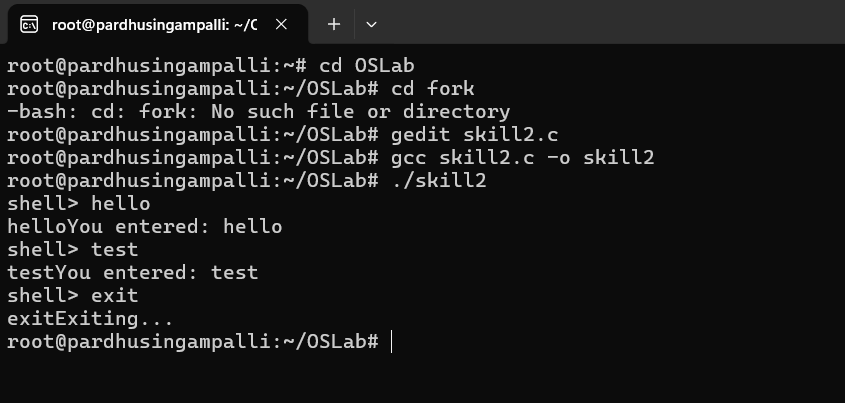 root@pardhusingampalli: ~/C
root@pardhusingampalli:~# cd OSLab
root@pardhusingampalli:~/OSLab# cd fork
-bash: cd: fork: No such file or directory
root@pardhusingampalli:~/OSLab# gedit skill2.c
root@pardhusingampalli:~/OSLab# gcc skill2.c -o skill2
root@pardhusingampalli:~/OSLab# ./skill2
shell> hello
helloYou entered: hello
shell> test
testYou entered: test
shell> exit
exitExiting...
root@pardhusingampalli:~/OSLab#